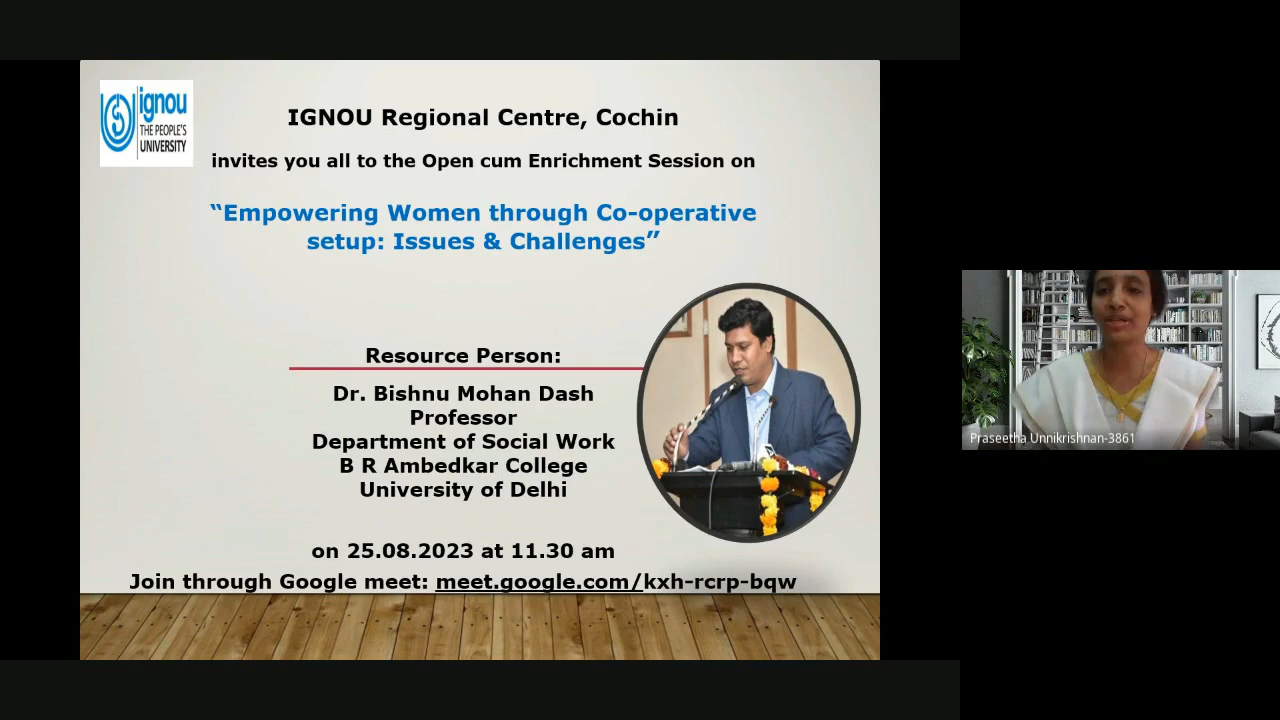 ignou
THE PEOPLE'S
UNIVERSITY
IGNOU Regional Centre, Cochin
invites you all to the Open cum Enrichment Session on
“Empowering Women through Co-operative
setup: Issues & Challenges”
Resource Person:
Dr. Bishnu Mohan Dash
Professor
Department of Social Work
B R Ambedkar College
University of Delhi
on 25.08.2023 at 11.30 am
Join through Google meet: meet.google.com/kxh-rcrp-bqw
Praseetha Unnikrishnan-3861